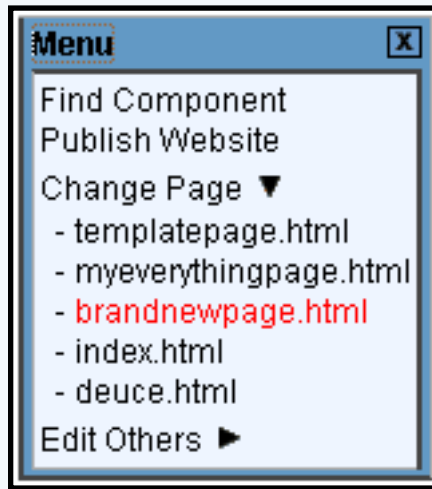 Menu X
Find Component
Publish Website
Change Page ▼
- templatepage.html
- myeverythingpage.html
- brandnewpage.html
- index.html
- deuce.html
Edit Others ►